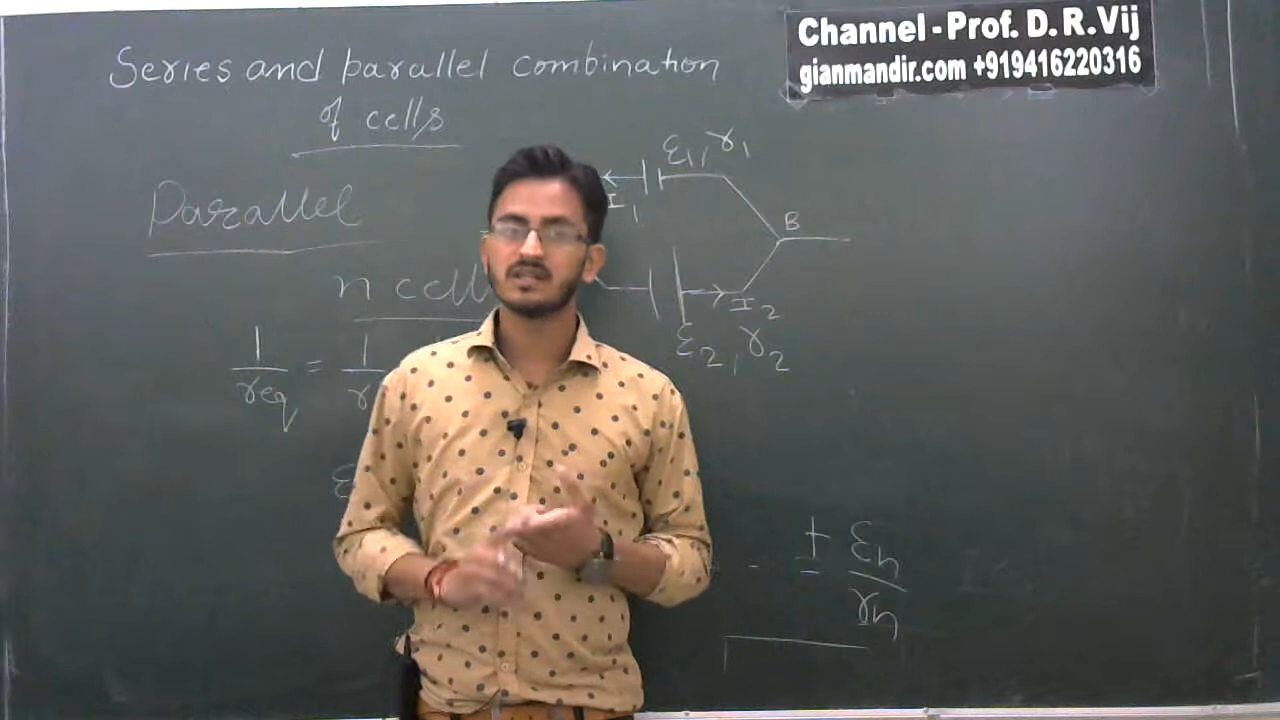 Channel - Prof. D. R. Vij
gianmandir.com +919416220316
Series and parallel combination
of cells
ε1, r1
I1
B
Parallel
n cell
I2
ε2, r2
1/req = 1/r
ε
- ± εn/rn